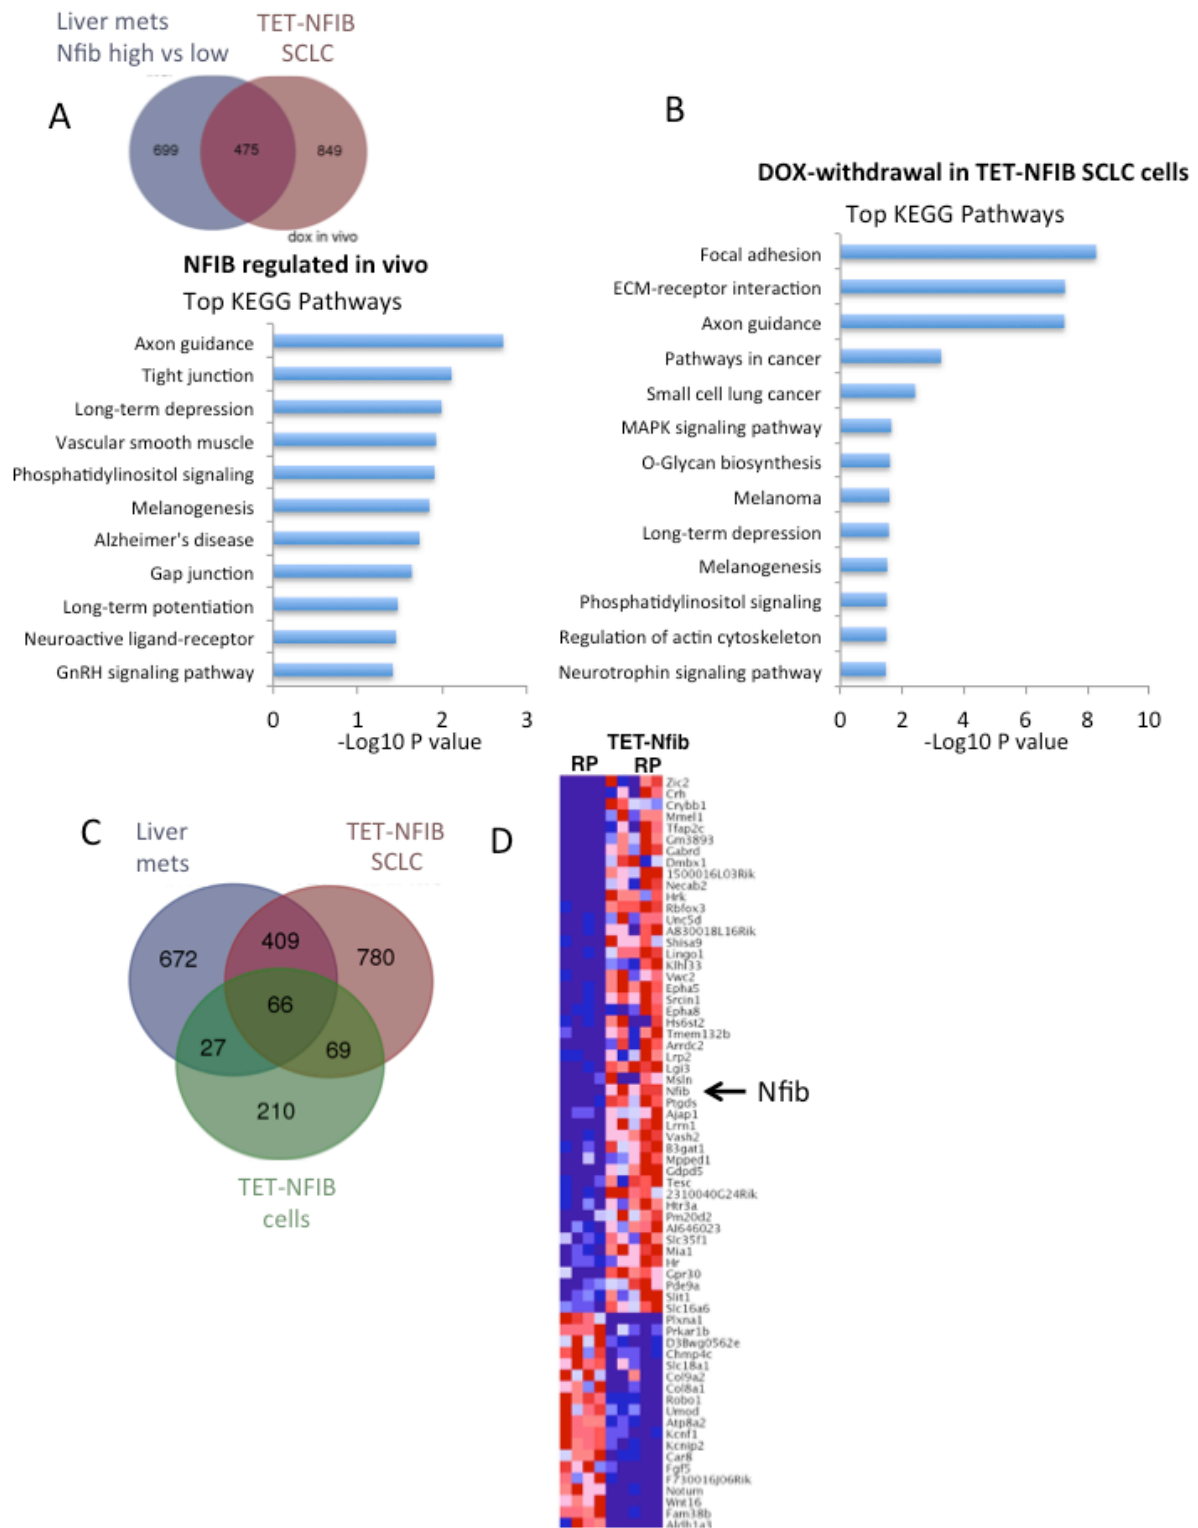 Liver mets
Nfib high vs low
TET-NFIB
SCLC
A
699
475
849
dox in vivo
NFIB regulated in vivo
Top KEGG Pathways
Axon guidance
Tight junction
Long-term depression
Vascular smooth muscle
Phosphatidylinositol signaling
Melanogenesis
Alzheimer's disease
Gap junction
Long-term potentiation
Neuroactive ligand-receptor
GnRH signaling pathway
0 1 2 3
-Log10 P value
B
DOX-withdrawal in TET-NFIB SCLC cells
Top KEGG Pathways
Focal adhesion
ECM-receptor interaction
Axon guidance
Pathways in cancer
Small cell lung cancer
MAPK signaling pathway
O-Glycan biosynthesis
Melanoma
Long-term depression
Melanogenesis
Phosphatidylinositol signaling
Regulation of actin cytoskeleton
Neurotrophin signaling pathway
0 2 4 6 8 10
-Log10 P value
C
Liver
mets
TET-NFIB
SCLC
672
409
780
66
27
69
210
TET-NFIB
cells
D
TET-Nfib
RP RP
Zic2
Crh
Crybb1
Mmel1
Tfap2c
Gm3893
Gabrd
Dmbx1
1500016L03Rik
Necab2
Hrk
Rbfox3
Unc5d
A830018L16Rik
Shisa9
Lingo1
Klhl33
Vwc2
Epha5
Srcin1
Epha8
Hs6st2
Tmem132b
Arrdc2
Lrp2
Lgi3
Msln
Nfib
Ptgds
Ajap1
Lrrn1
Vash2
B3gat1
Mpped1
Gdpd5
Tesc
2310040G24Rik
Htr3a
Pm20d2
AI646023
Slc35f1
Mia1
Hr
Gpr30
Pde9a
Slit1
Slc16a6
Plxna1
Prkar1b
D3Bwg0562e
Chmp4c
Slc18a1
Col9a2
Col8a1
Robo1
Umod
Atp8a2
Kcnf1
Kcnip2
Car8
Fgf5
F730016J06Rik
Notum
Wnt16
Fam38b
Aldh1a3
Nfib